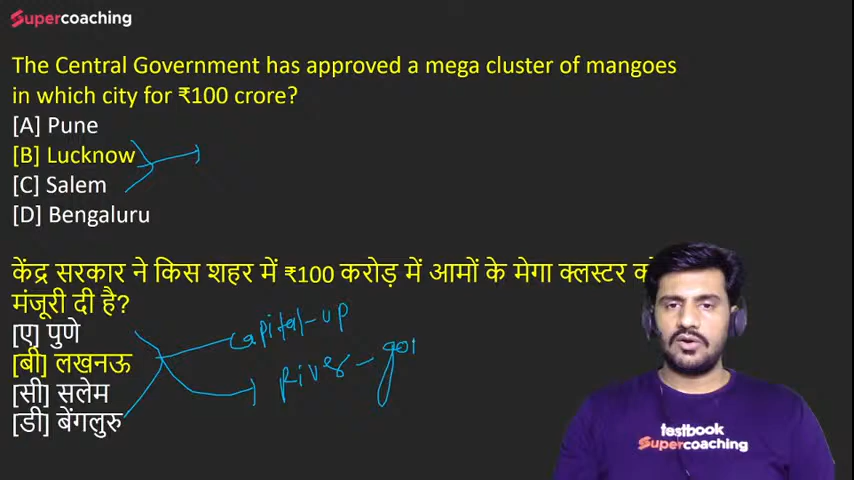 Supercoaching
The Central Government has approved a mega cluster of mangoes
in which city for ₹100 crore?
[A] Pune
[B] Lucknow
[C] Salem
[D] Bengaluru
केंद्र सरकार ने किस शहर में ₹100 करोड़ में आमों के मेगा क्लस्टर को
मंजूरी दी है?
[ए] पुणे
[बी] लखनऊ
[सी] सलेम
[डी] बेंगलुरु
Capital-UP
River-
testbook
Supercoaching